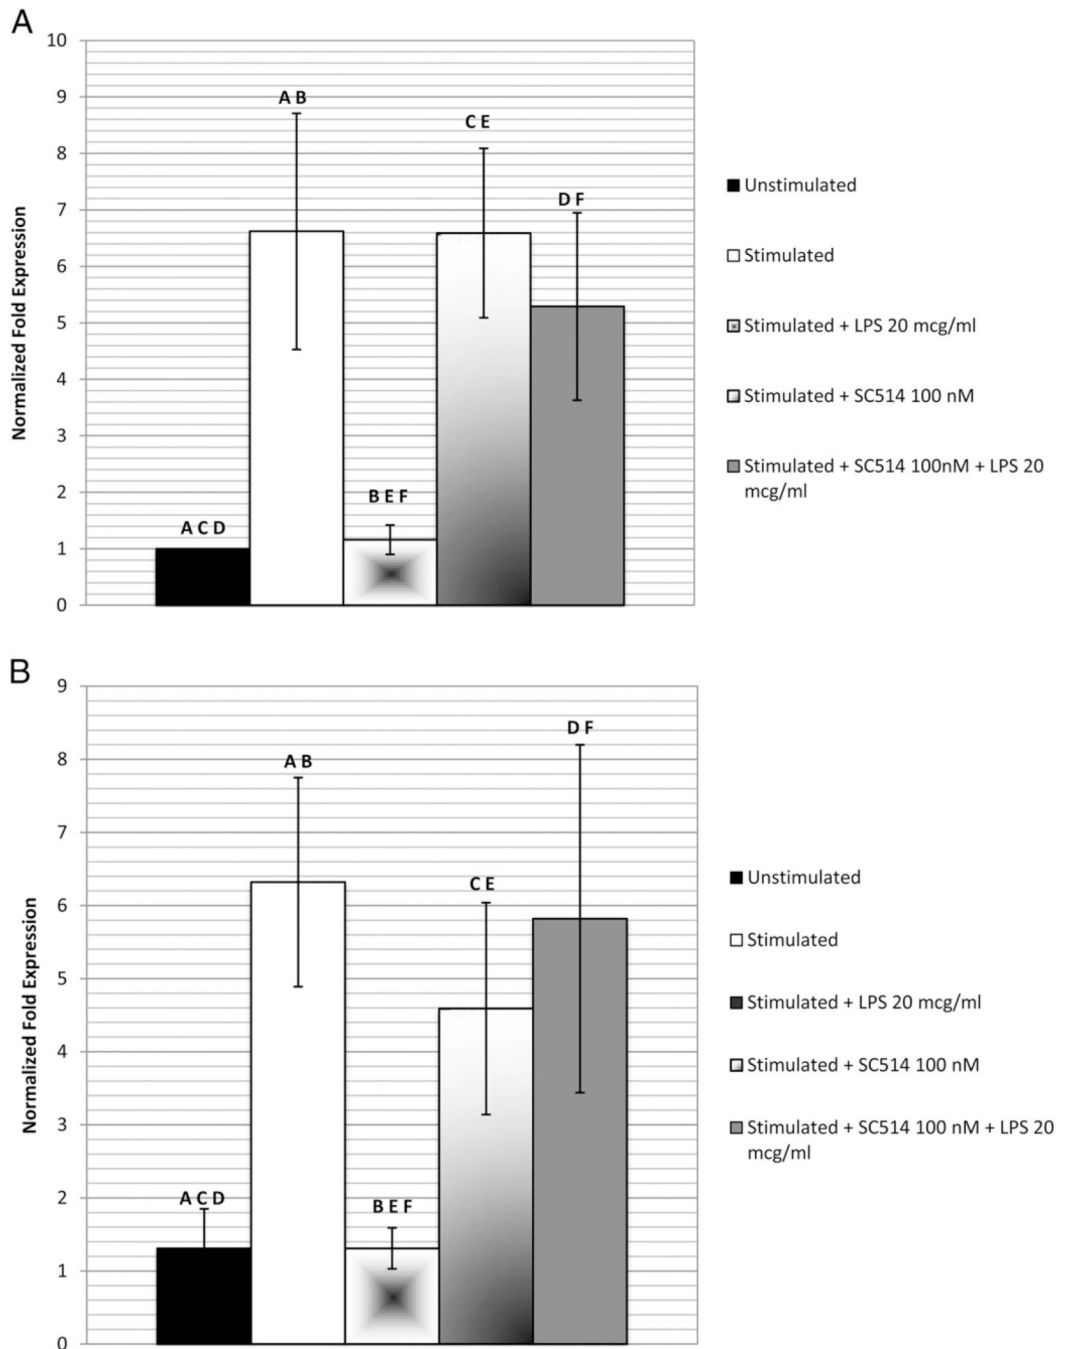 A
10
9
8
7
6
5
4
3
2
1
0
Normalized Fold Expression
A C D
A B
B E F
C E
D F
Unstimulated
Stimulated
Stimulated + LPS 20 mcg/ml
Stimulated + SC514 100 nM
Stimulated + SC514 100nM + LPS 20
mcg/ml
B
9
8
7
6
5
4
3
2
1
0
Normalized Fold Expression
A C D
A B
B E F
C E
D F
Unstimulated
Stimulated
Stimulated + LPS 20 mcg/ml
Stimulated + SC514 100 nM
Stimulated + SC514 100 nM + LPS 20
mcg/ml